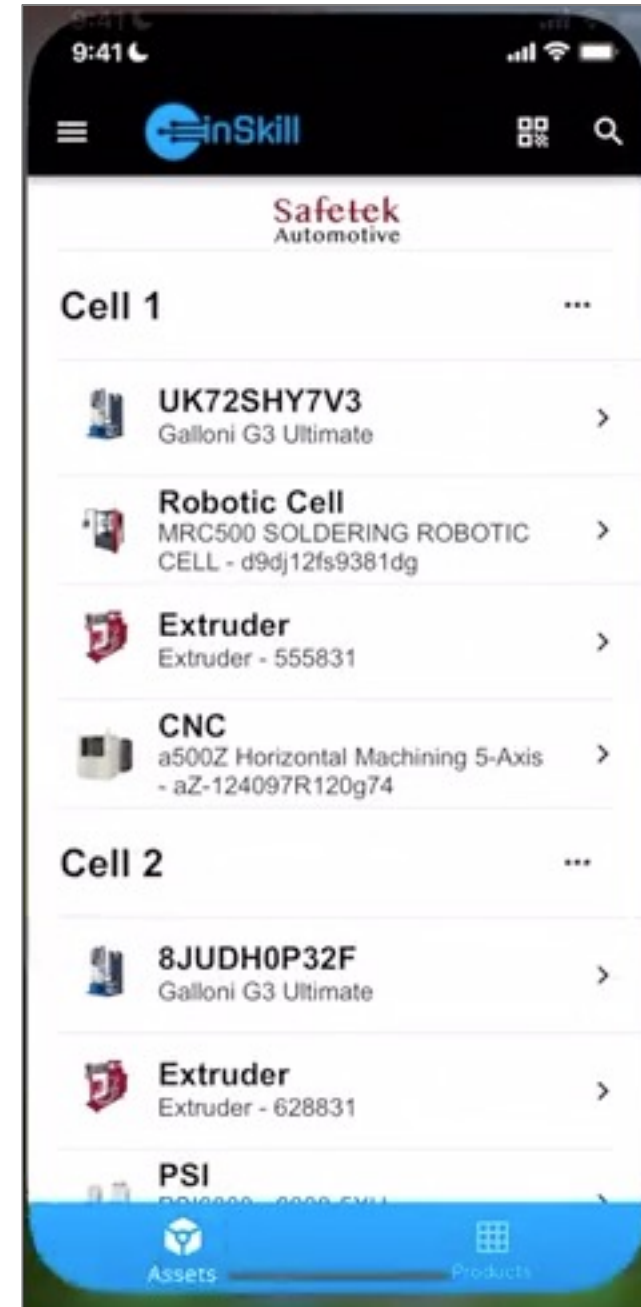 9:41
inSkill
Safetek
Automotive
Cell 1
UK72SHY7V3
Galloni G3 Ultimate
Robotic Cell
MRC500 SOLDERING ROBOTIC
CELL - d9dj12fs9381dg
Extruder
Extruder - 555831
CNC
a500Z Horizontal Machining 5-Axis
- aZ-124097R120g74
Cell 2
8JUDH0P32F
Galloni G3 Ultimate
Extruder
Extruder - 628831
PSI
Assets
Products